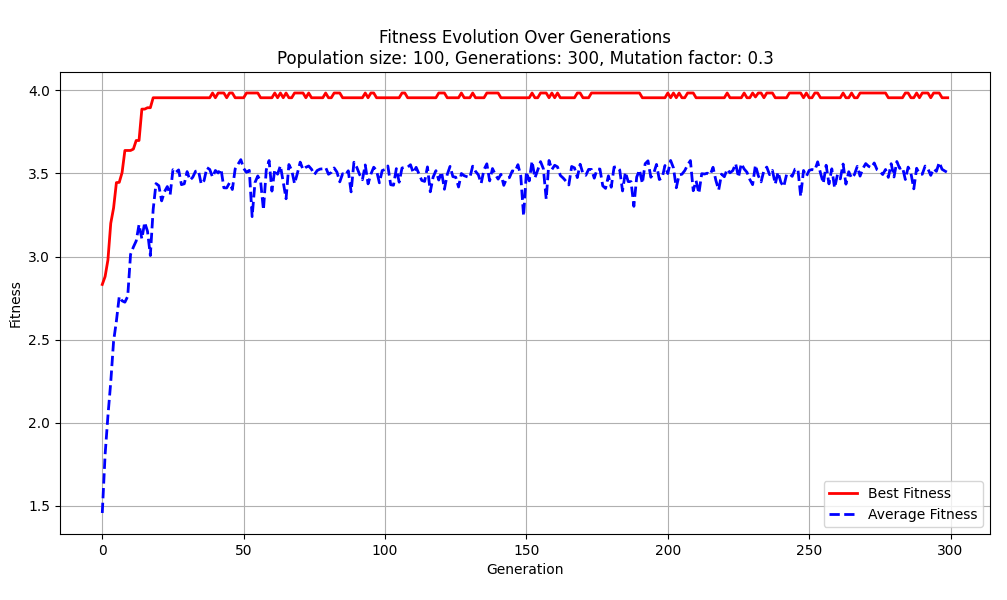 Fitness Evolution Over Generations
Population size: 100, Generations: 300, Mutation factor: 0.3
4.0
3.5
3.0
2.5
2.0
1.5
Fitness
0
50
100
150
200
250
300
Generation
Best Fitness
Average Fitness